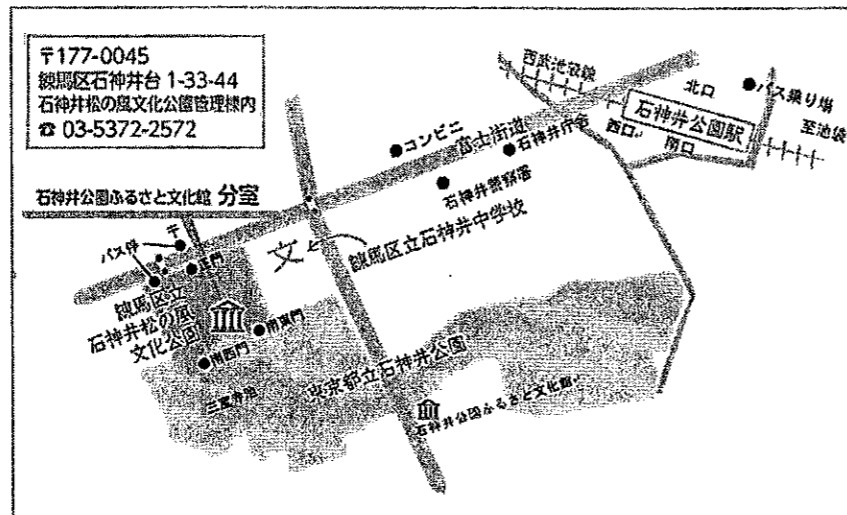 〒177-0045
練馬区石神井台 1-33-44
石神井松の風文化公園管理棟内
☎ 03-5372-2572
石神井公園ふるさと文化館 分室
西武池袋線
北口
バス乗り場
石神井公園駅
至池袋
西口
南口
コンビニ
富士街道
石神井庁舎
石神井警察署
文
練馬区立石神井中学校
バス停
〒
正門
練馬区立
石神井松の風
文化公園
南東門
南西門
三宝寺池
東京都立石神井公園
石神井公園ふるさと文化館